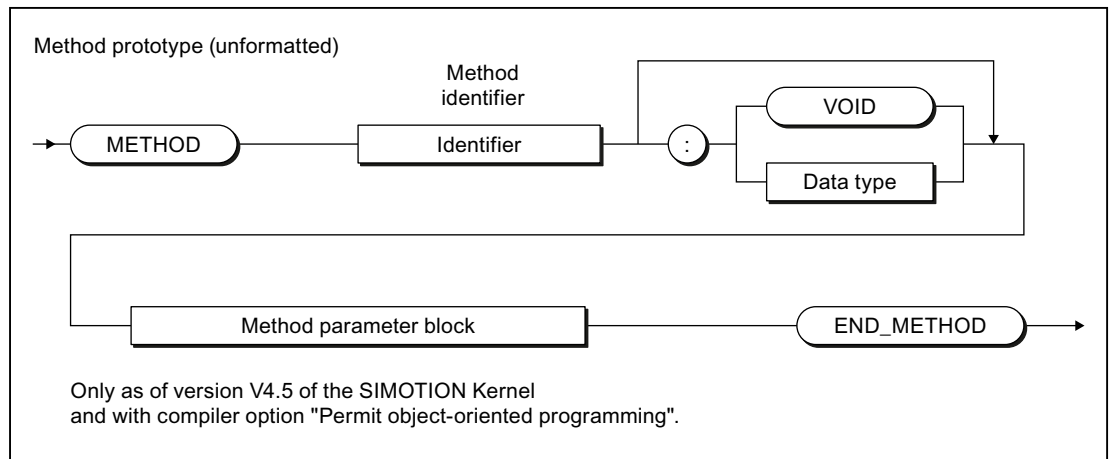 Method prototype (unformatted)
Method
identifier
VOID
METHOD
Identifier
:
Data type
Method parameter block
END_METHOD
Only as of version V4.5 of the SIMOTION Kernel
and with compiler option "Permit object-oriented programming".